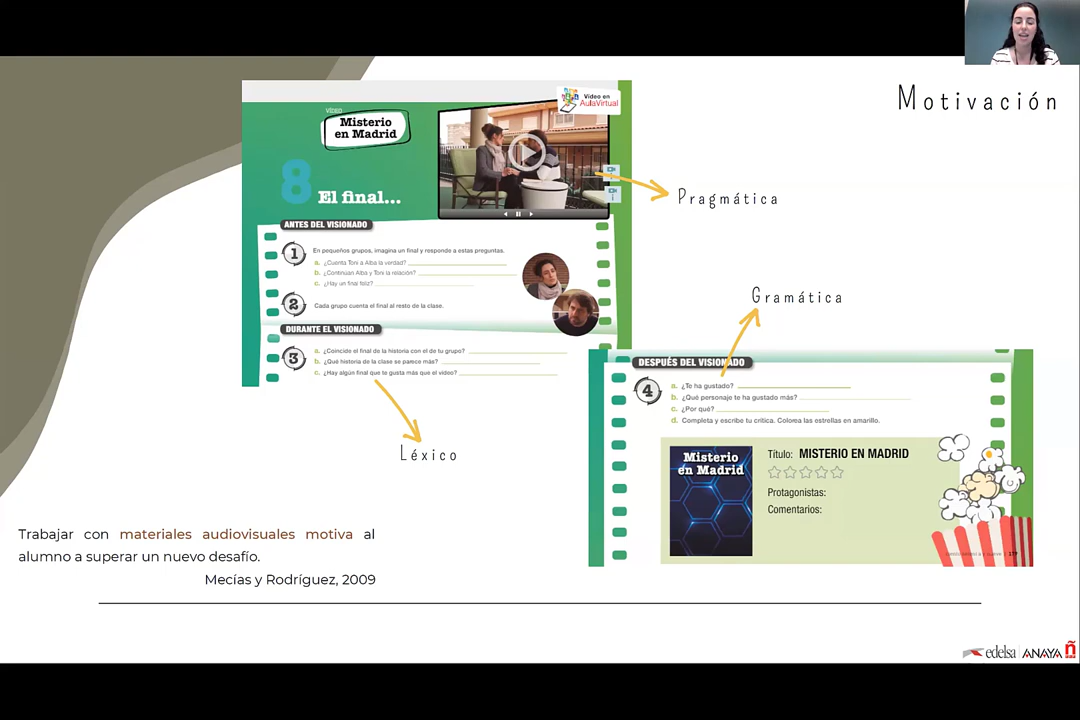 Motivación
VÍDEO
Misterio
en Madrid
Vídeo en
AulaVirtual
8
El final...
Pragmática
ANTES DEL VISIONADO
1
En pequeños grupos, imagina un final y responde a estas preguntas.
a. ¿Cuenta Toni a Alba la verdad?
b. ¿Continúan Alba y Toni la relación?
c. ¿Hay un final feliz?
2
Cada grupo cuenta el final al resto de la clase.
DURANTE EL VISIONADO
3
a. ¿Coincide el final de la historia con el de tu grupo?
b. ¿Qué historia de la clase se parece más?
c. ¿Hay algún final que te gusta más que el vídeo?
Léxico
Gramática
DESPUÉS DEL VISIONADO
4
a. ¿Te ha gustado?
b. ¿Qué personaje te ha gustado más?
c. ¿Por qué?
d. Completa y escribe tu crítica. Colorea las estrellas en amarillo.
Misterio
en Madrid
Título: MISTERIO EN MADRID
Protagonistas:
Comentarios:
Trabajar con materiales audiovisuales motiva al
alumno a superar un nuevo desafío.
Mecías y Rodríguez, 2009
edelsa ANAYA ñ